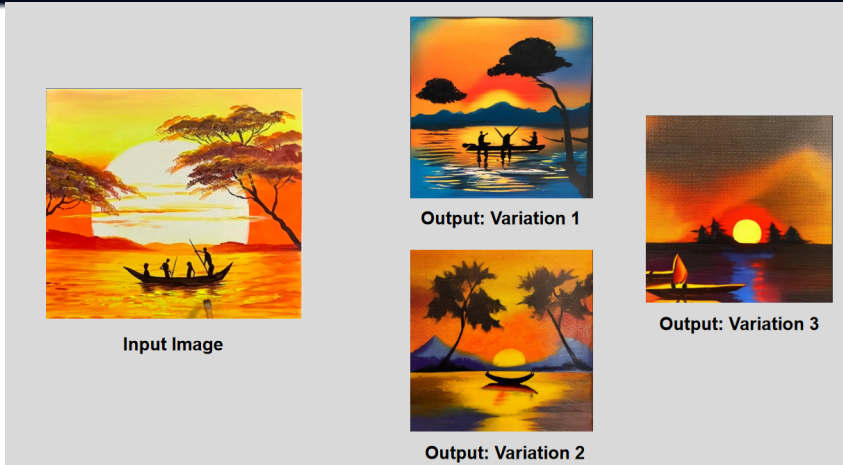 Input Image
Output: Variation 1
Output: Variation 2
Output: Variation 3